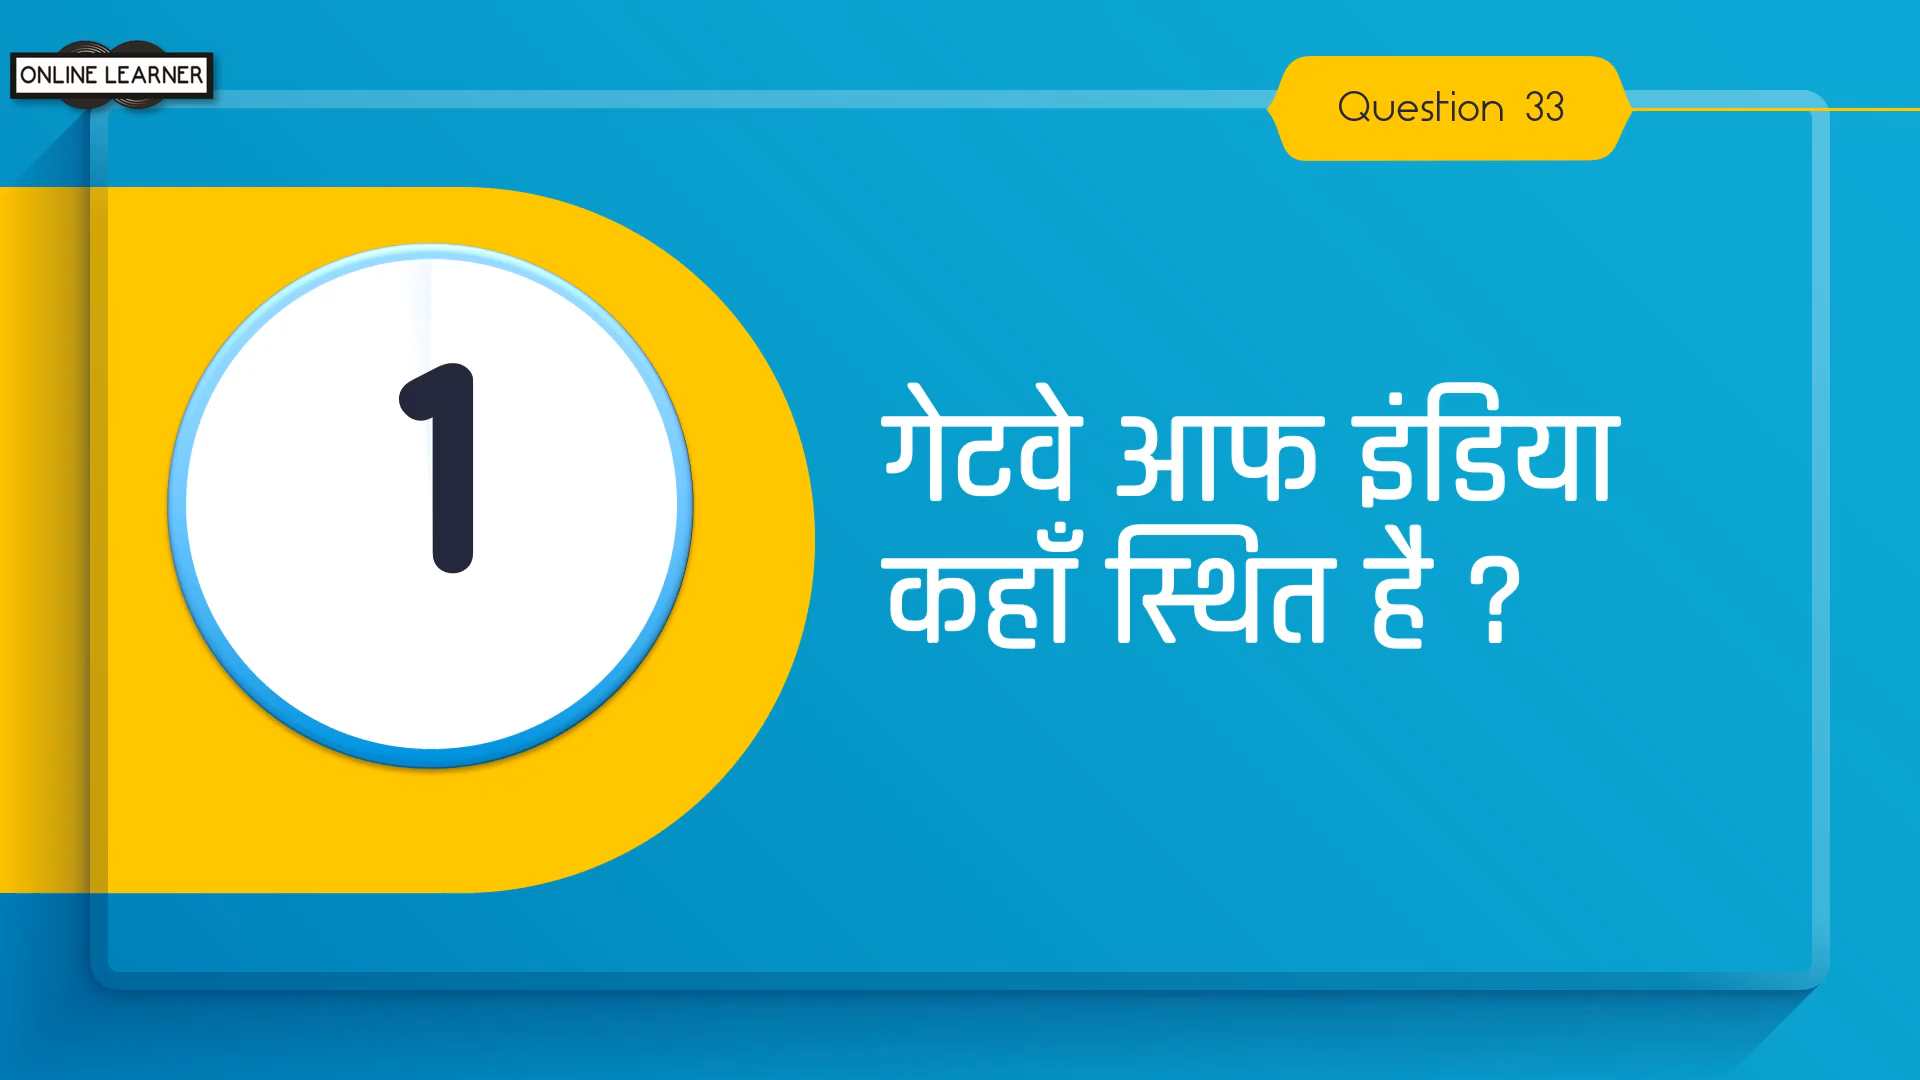 ONLINE LEARNER
Question 33
1
गेटवे आफ इंडिया
कहाँ स्थित है ?